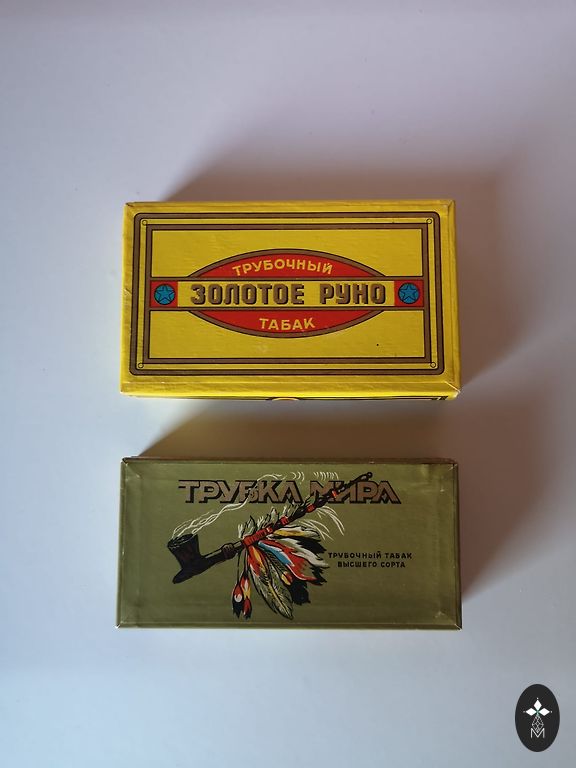 ТРУБОЧНЫЙ
ЗОЛОТОЕ РУНО
ТАБАК
ТРУБКА МИРА
ТРУБОЧНЫЙ ТАБАК
ВЫСШЕГО СОРТА
M